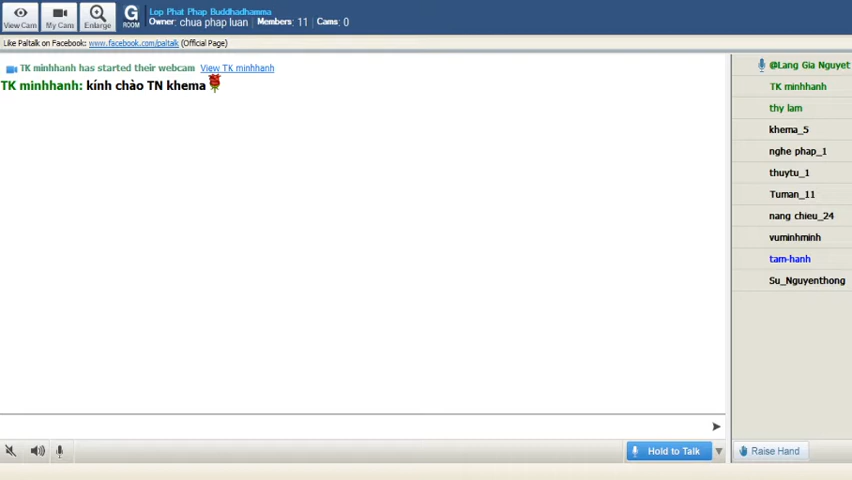 View Cam
My Cams
Enlarge
G
ROOM
Lop Phat Phap Buddhadhamma
Owner: chua phap luan Members: 11 Cams: 0
Like Paltalk on Facebook: www.facebook.com/paltalk (Official Page)
TK minhhanh has started their webcam View TK minhhanh
TK minhhanh: kính chào TN khema
@Lang Gia Nguyet
TK minhhanh
thy lam
khema_5
nghe phap_1
thuytu_1
Tuman_11
nang chieu_24
vuminhminh
tam-hanh
Su_Nguyenthong
Hold to Talk
Raise Hand